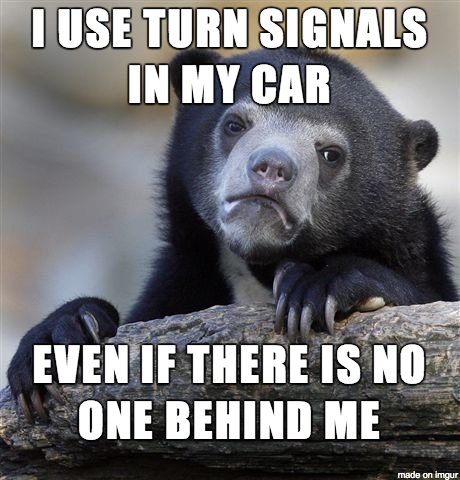 I USE TURN SIGNALS
IN MY CAR
EVEN IF THERE IS NO
ONE BEHIND ME
made on imgur